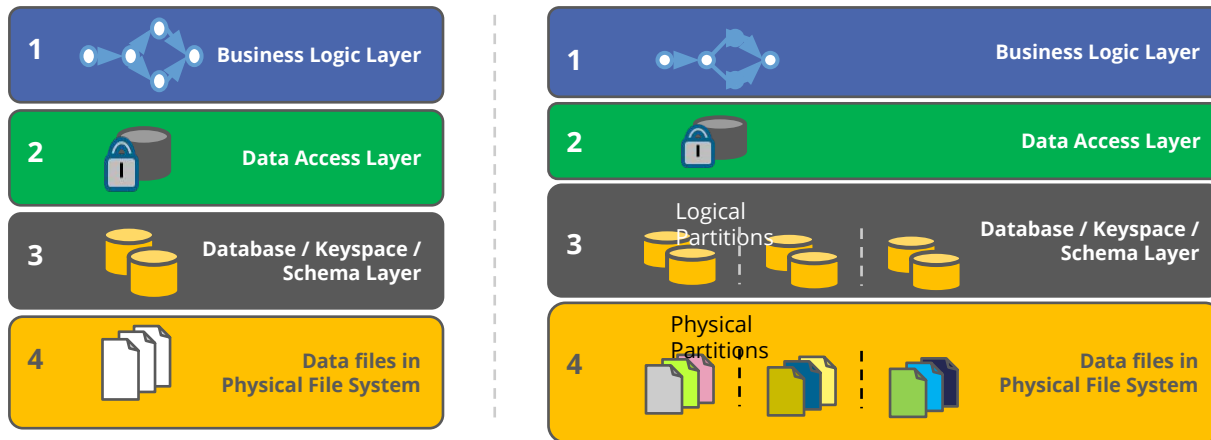 1
Business Logic Layer
2
Data Access Layer
3
Database / Keyspace /
Schema Layer
4
Data files in
Physical File System
1
Business Logic Layer
2
Data Access Layer
3
Logical
Partitions
Database / Keyspace /
Schema Layer
4
Physical
Partitions
Data files in
Physical File System